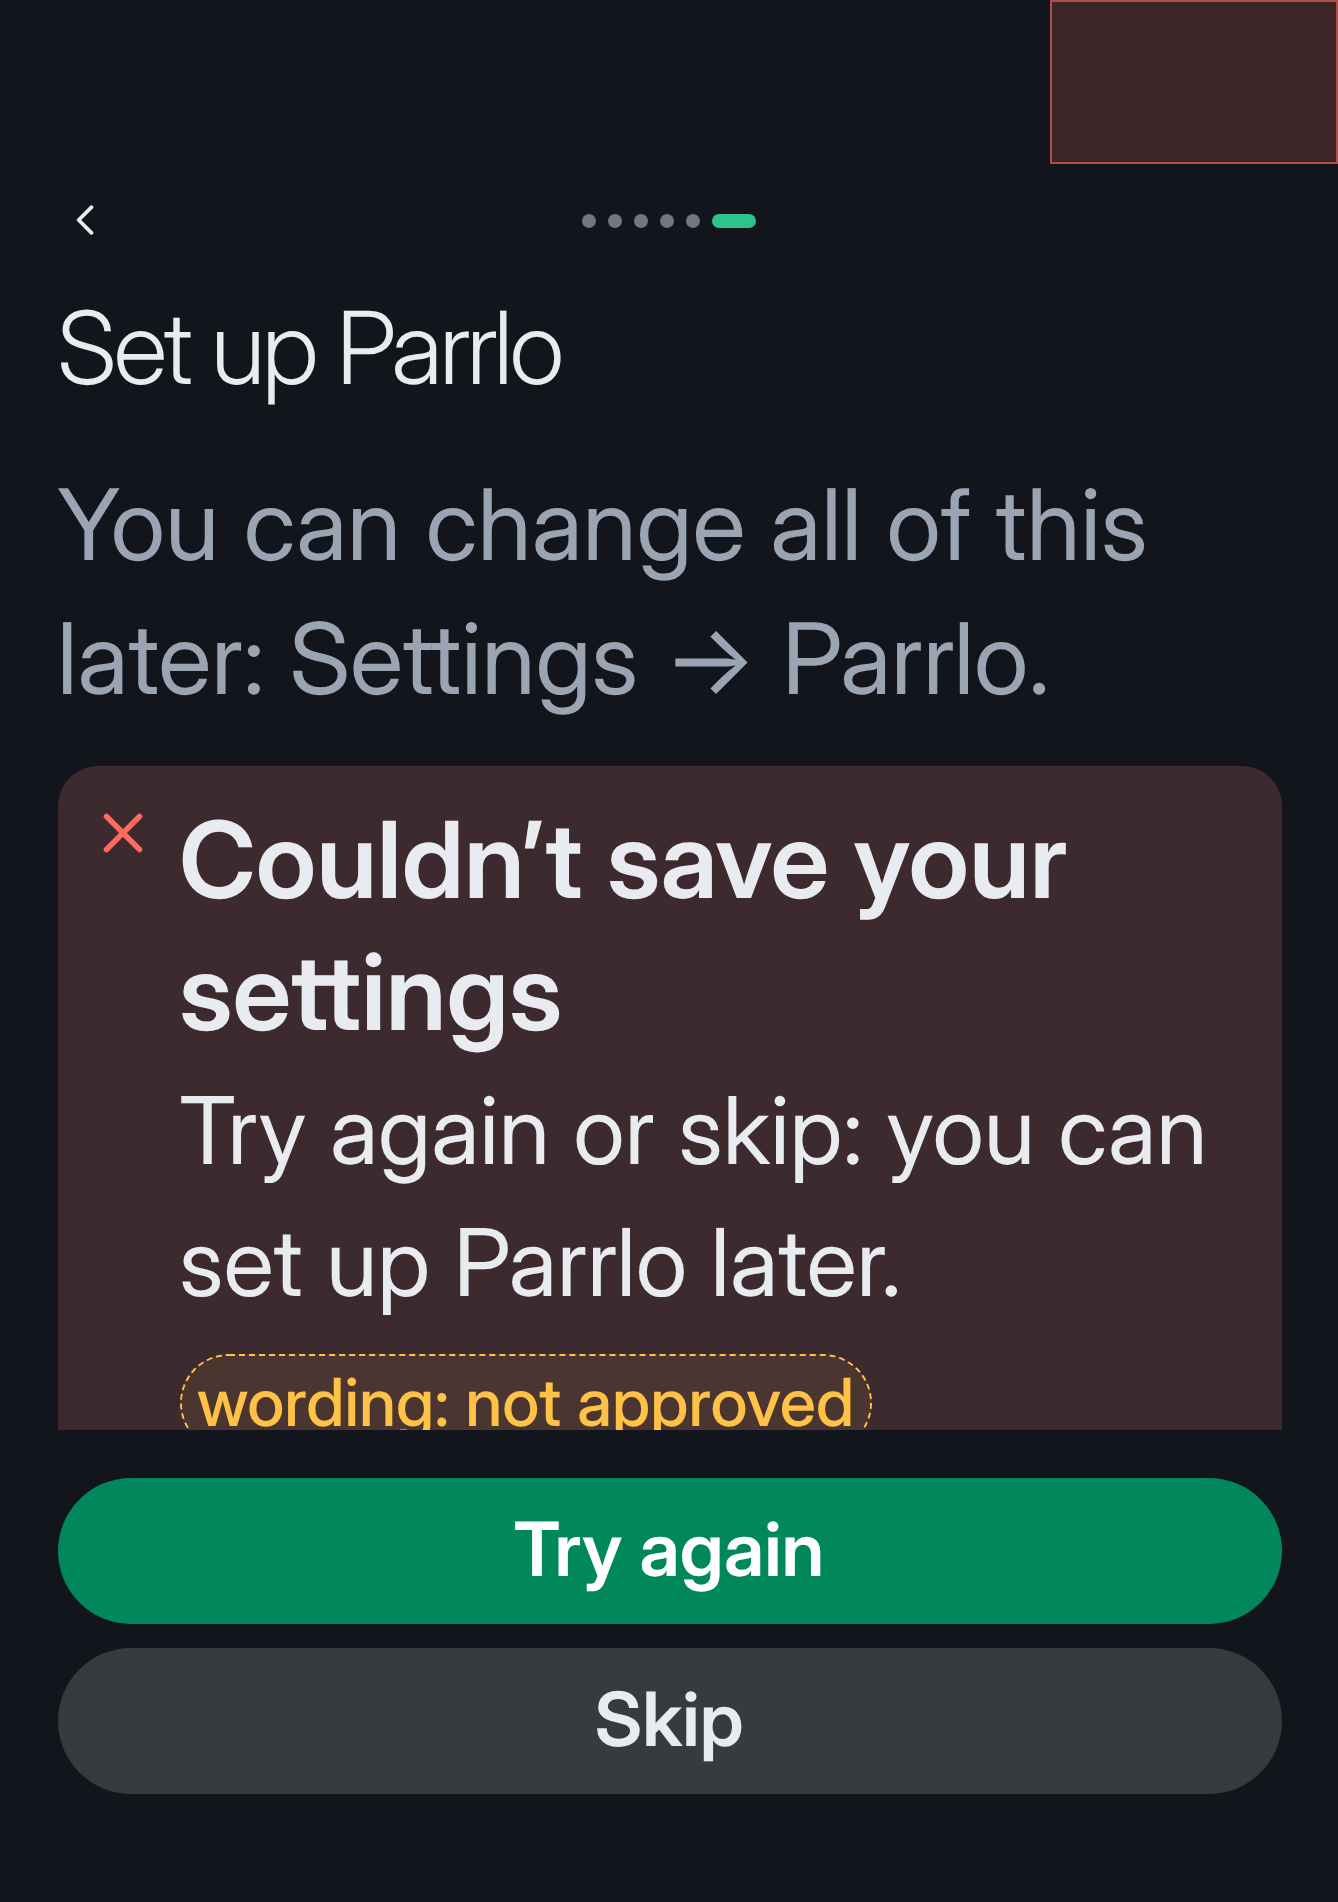 Set up Parrlo
You can change all of this
later: Settings → Parrlo.
Couldn’t save your
settings
Try again or skip: you can
set up Parrlo later.
wording: not approved
Try again
Skip